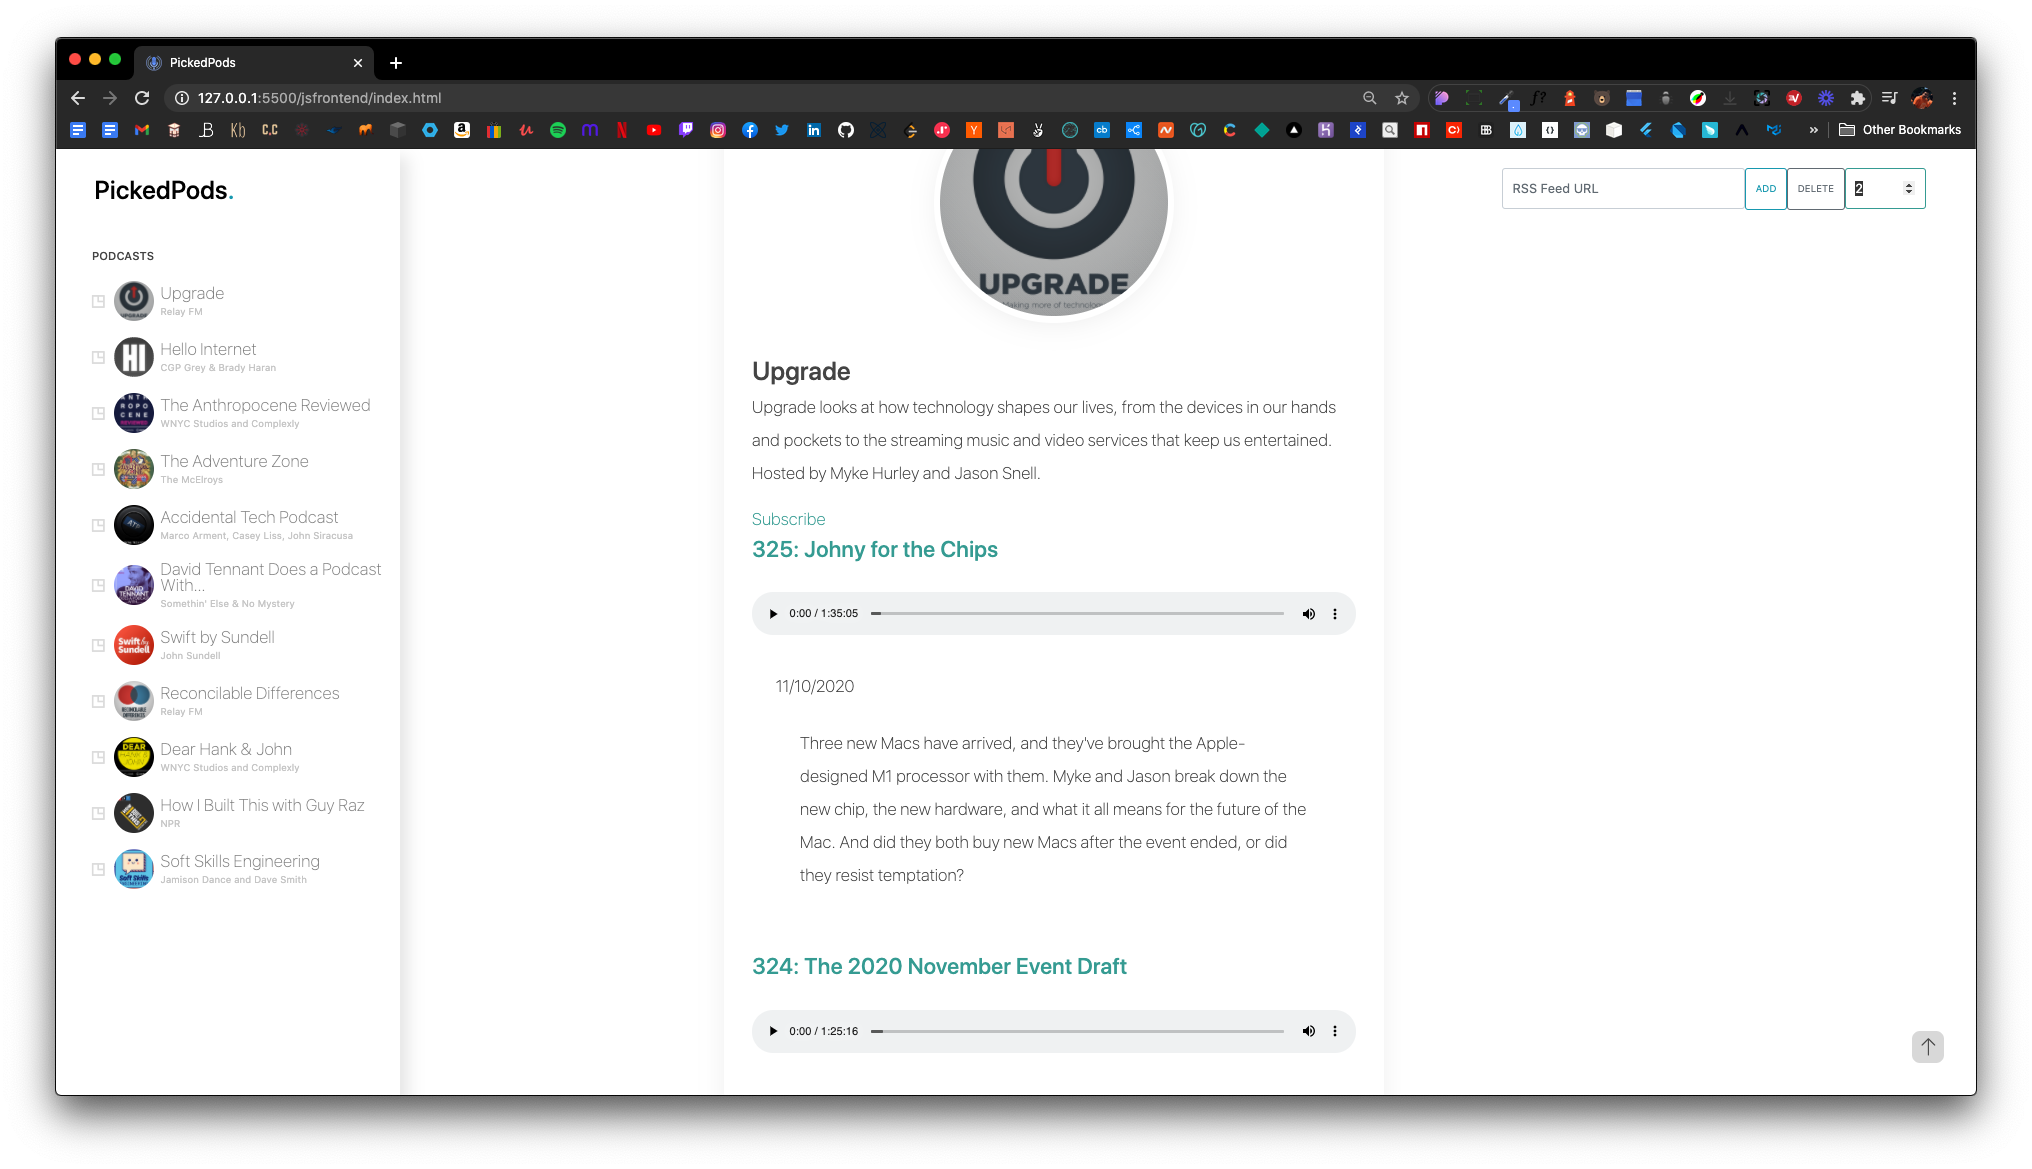 PickedPods
127.0.0.1:5500/jsfrontend/index.html
Other Bookmarks
PickedPods.
RSS Feed URL
ADD
DELETE
2
PODCASTS
Upgrade
Relay FM
Hello Internet
CGP Grey & Brady Haran
The Anthropocene Reviewed
WNYC Studios and Complexly
The Adventure Zone
The McElroys
Accidental Tech Podcast
Marco Arment, Casey Liss, John Siracusa
David Tennant Does a Podcast
With...
Somethin' Else & No Mystery
Swift by Sundell
John Sundell
Reconcilable Differences
Relay FM
Dear Hank & John
WNYC Studios and Complexly
How I Built This with Guy Raz
NPR
Soft Skills Engineering
Jamison Dance and Dave Smith
UPGRADE
Making more of technology
Upgrade
Upgrade looks at how technology shapes our lives, from the devices in our hands
and pockets to the streaming music and video services that keep us entertained.
Hosted by Myke Hurley and Jason Snell.
Subscribe
325: Johny for the Chips
0:00 / 1:35:05
11/10/2020
Three new Macs have arrived, and they've brought the Apple-
designed M1 processor with them. Myke and Jason break down the
new chip, the new hardware, and what it all means for the future of the
Mac. And did they both buy new Macs after the event ended, or did
they resist temptation?
324: The 2020 November Event Draft
0:00 / 1:25:16